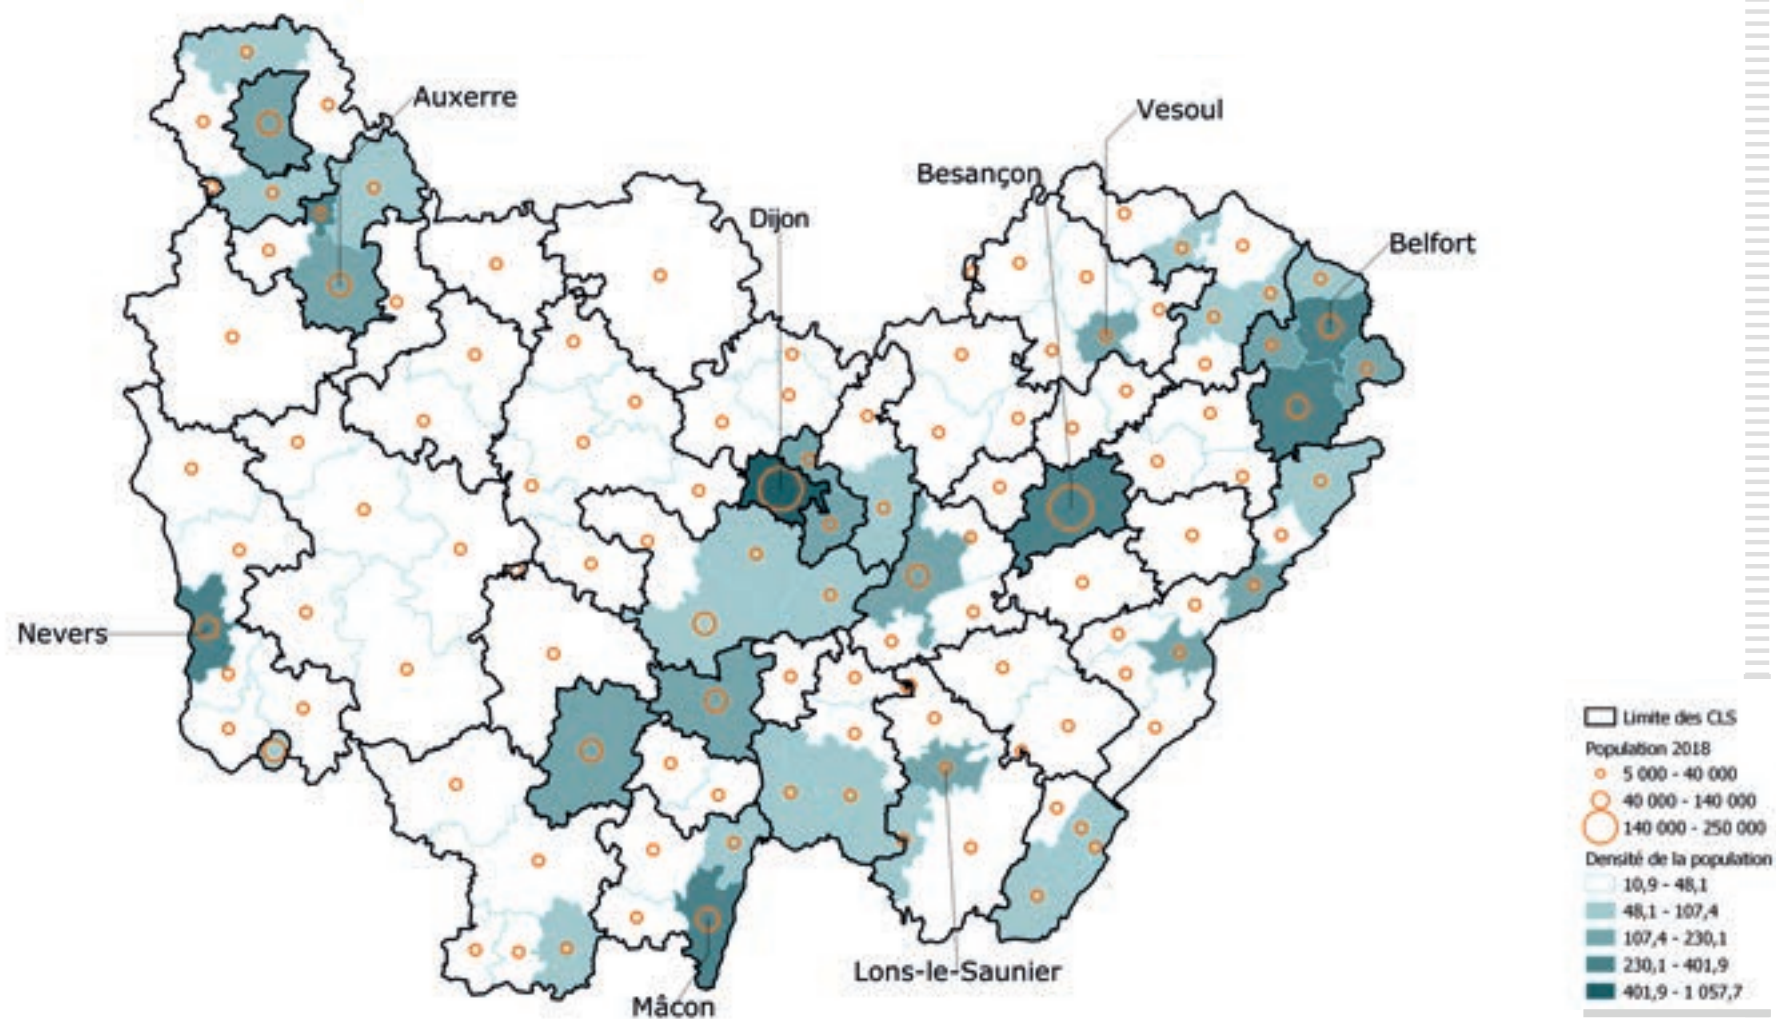 Auxerre
Vesoul
Besançon
Dijon
Belfort
Nevers
Lons-le-Saunier
Mâcon
Limite des CLS
Population 2018
5 000 - 40 000
40 000 - 140 000
140 000 - 250 000
Densité de la population
10,9 - 48,1
48,1 - 107,4
107,4 - 230,1
230,1 - 401,9
401,9 - 1 057,7